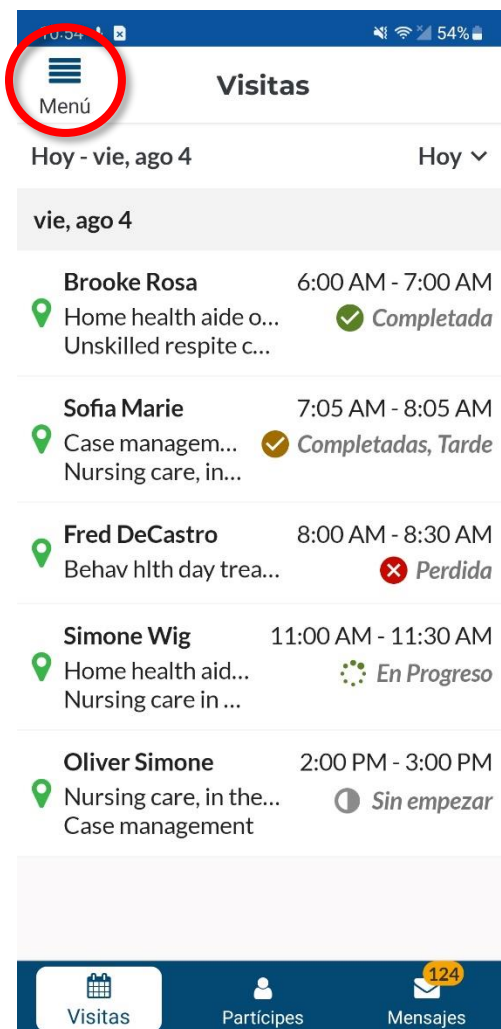 10:54
54%
Menú
Visitas
Hoy - vie, ago 4
Hoy
vie, ago 4
Brooke Rosa 6:00 AM - 7:00 AM
Home health aide o... Completada
Unskilled respite c...
Sofia Marie 7:05 AM - 8:05 AM
Case managem... Completadas, Tarde
Nursing care, in...
Fred DeCastro 8:00 AM - 8:30 AM
Behav hlth day trea... Perdida
Simone Wig 11:00 AM - 11:30 AM
Home health aid... En Progreso
Nursing care in ...
Oliver Simone 2:00 PM - 3:00 PM
Nursing care, in the... Sin empezar
Case management
124
Visitas Partícipes Mensajes